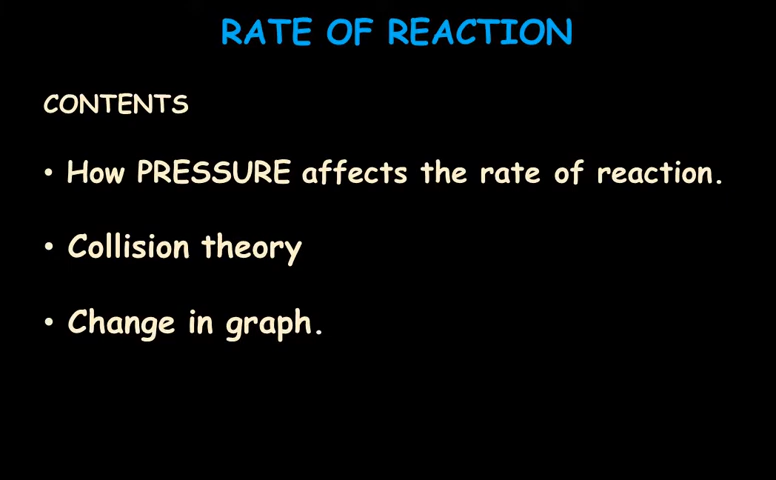 RATE OF REACTION
CONTENTS
• How PRESSURE affects the rate of reaction.
• Collision theory
• Change in graph.